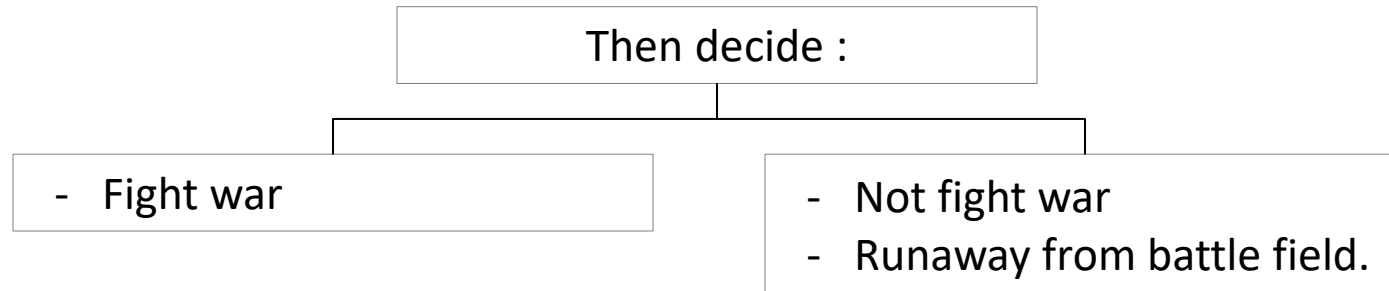 Then decide :
- Fight war
- Not fight war
- Runaway from battle field.